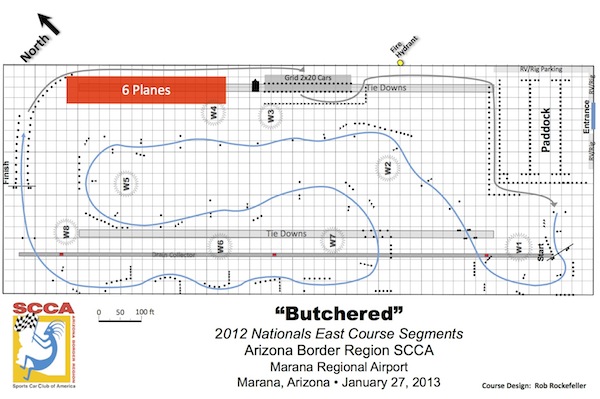 North
Fire
Hydrant
Grid 2x20 Cars
RV/Rig Parking
6 Planes
Tie Downs
RV/Rig
Paddock
Entrance
RV/Rig
W4
W3
W2
W5
Finish
W8
W6
W7
W1
Tie Downs
Drain Collector
Start
0 50 100 ft
SCCA
ARIZONA BORDER REGION
Sports Car Club of America
“Butchered”
2012 Nationals East Course Segments
Arizona Border Region SCCA
Marana Regional Airport
Marana, Arizona • January 27, 2013
Course Design: Rob Rockefeller